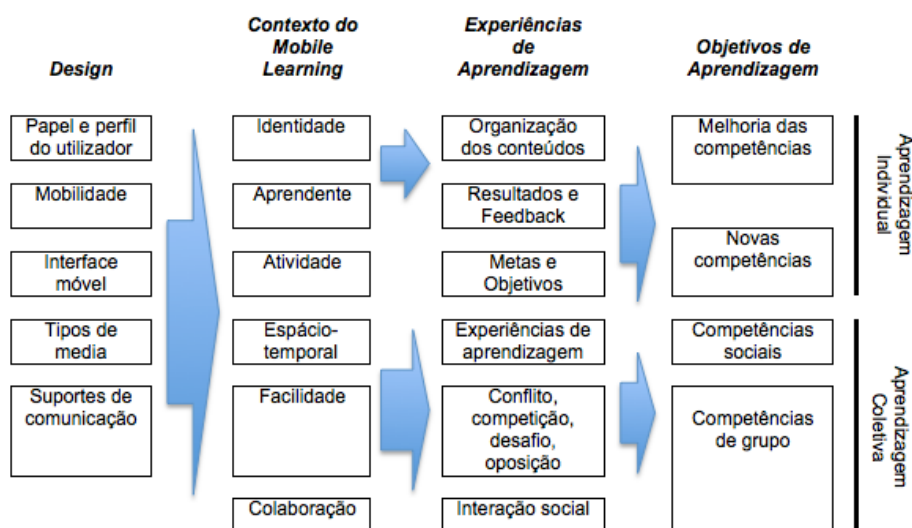 Design
Contexto do
Mobile
Learning
Experiências
de
Aprendizagem
Objetivos de
Aprendizagem
Papel e perfil
do utilizador
Mobilidade
Interface
móvel
Tipos de
media
Suportes de
comunicação
Identidade
Aprendente
Atividade
Espácio-
temporal
Facilidade
Colaboração
Organização
dos conteúdos
Resultados e
Feedback
Metas e
Objetivos
Experiências de
aprendizagem
Conflito,
competição,
desafio,
oposição
Interação social
Melhoria das
competências
Novas
competências
Competências
sociais
Competências
de grupo
Aprendizagem
Individual
Aprendizagem
Coletiva